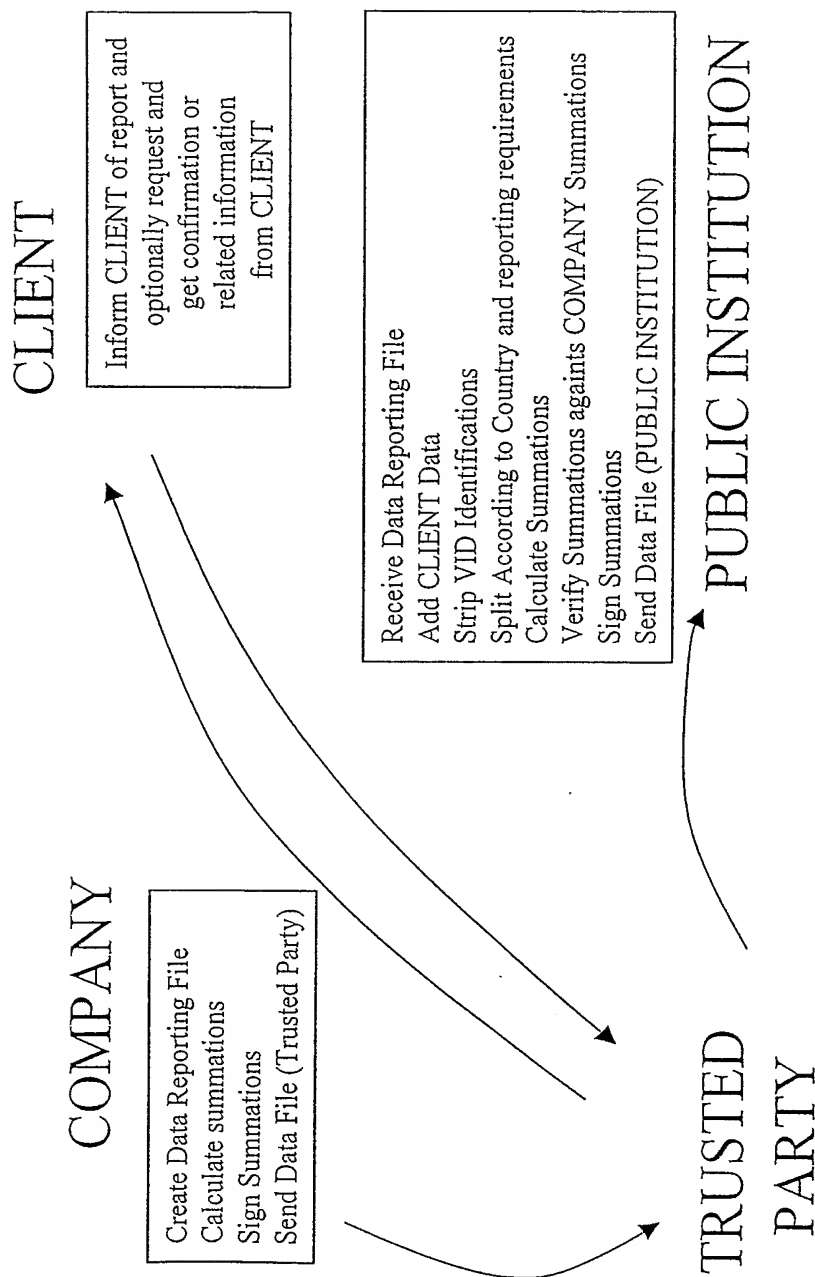 COMPANY
Create Data Reporting File
Calculate summations
Sign Summations
Send Data File (Trusted Party)
CLIENT
Inform CLIENT of report and
optionally request and
get confirmation or
related information
from CLIENT
Receive Data Reporting File
Add CLIENT Data
Strip VID Identifications
Split According to Country and reporting requirements
Calculate Summations
Verify Summations againts COMPANY Summations
Sign Summations
Send Data File (PUBLIC INSTITUTION)
TRUSTED
PARTY
PUBLIC INSTITUTION